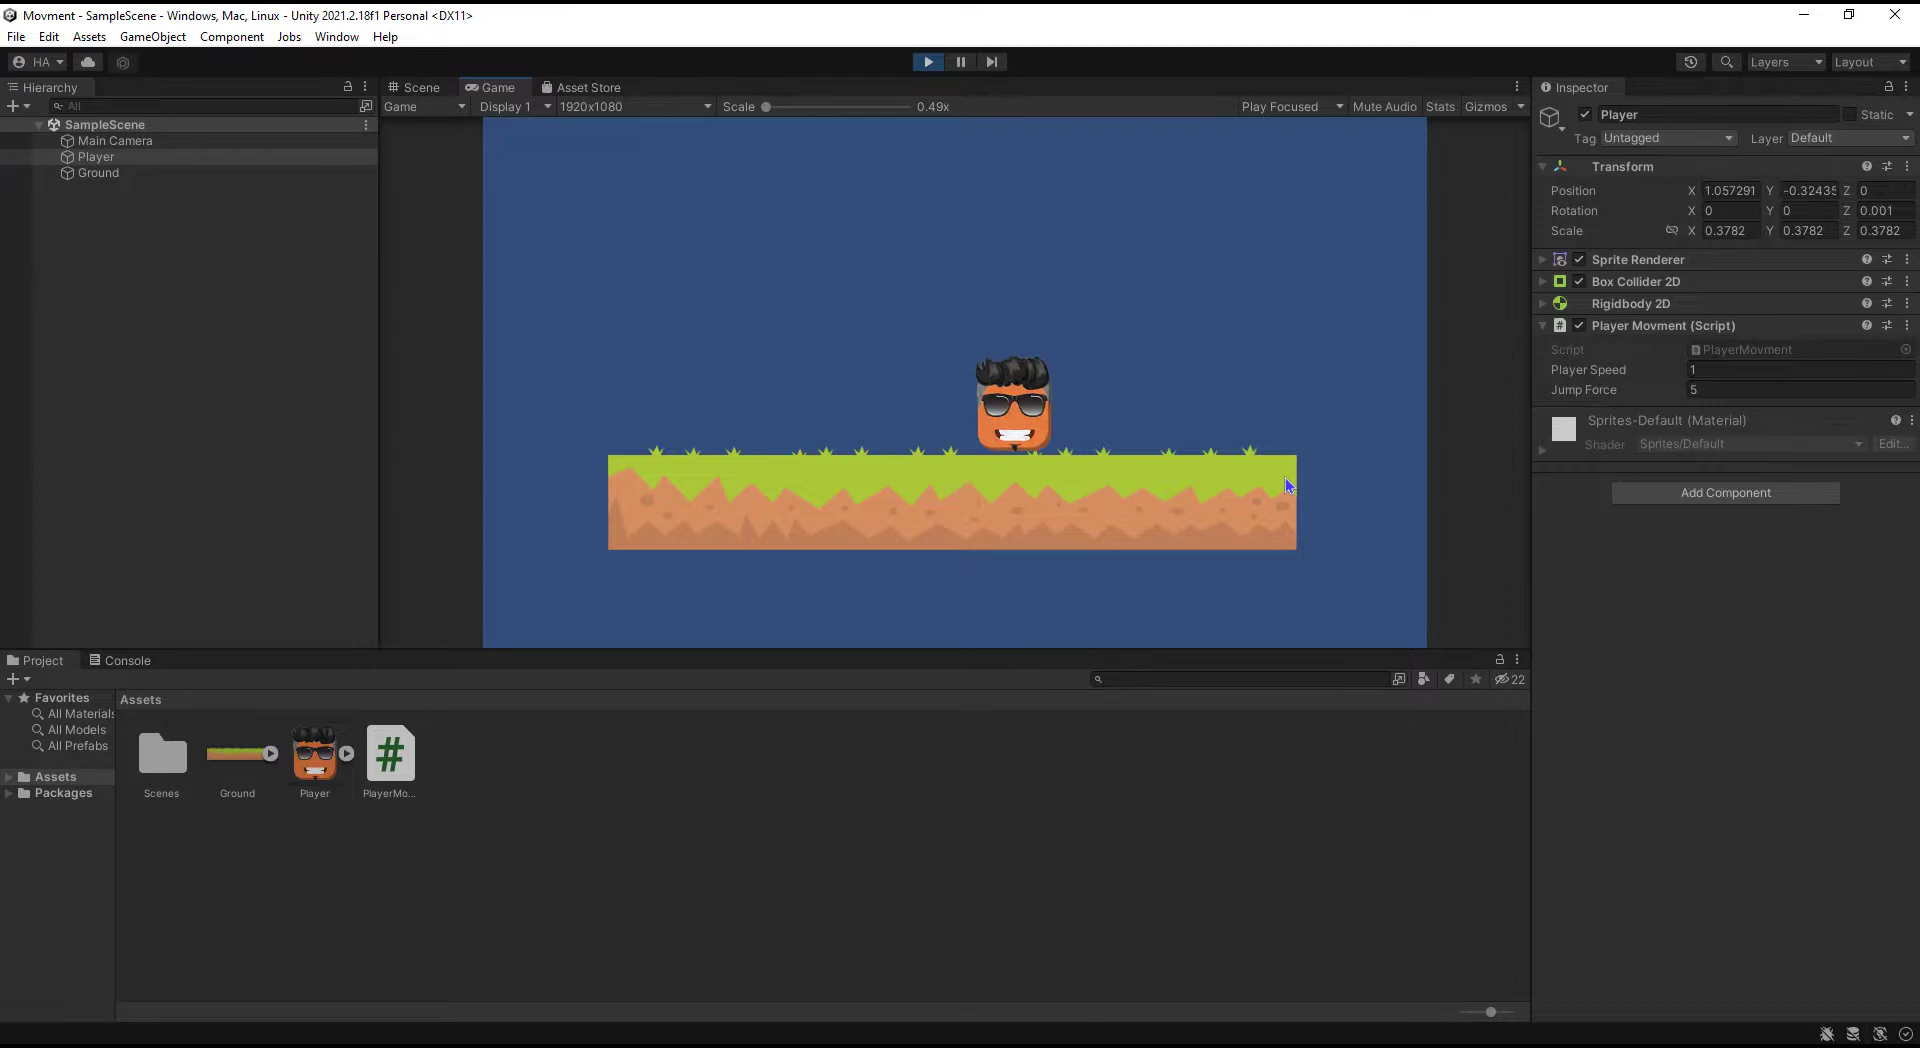 Movment - SampleScene - Windows, Mac, Linux - Unity 2021.2.18f1 Personal <DX11>
File Edit Assets GameObject Component Jobs Window Help
HA Layers Layout
Hierarchy
All
SampleScene
Main Camera
Player
Ground
Scene Game Asset Store
Game Display 1 1920x1080 Scale 0.49x Play Focused Mute Audio Stats Gizmos
Inspector
Player Static
Tag Untagged Layer Default
Transform
Position X 1.057291 Y -0.32435 Z 0
Rotation X 0 Y 0 Z 0.001
Scale X 0.3782 Y 0.3782 Z 0.3782
Sprite Renderer
Box Collider 2D
Rigidbody 2D
# Player Movment (Script)
Script PlayerMovment
Player Speed 1
Jump Force 5
Sprites-Default (Material)
Shader Sprites/Default Edit...
Add Component
Project Console
22
Favorites
All Materials
All Models
All Prefabs
Assets
Packages
Assets
#
Scenes Ground Player PlayerMo...